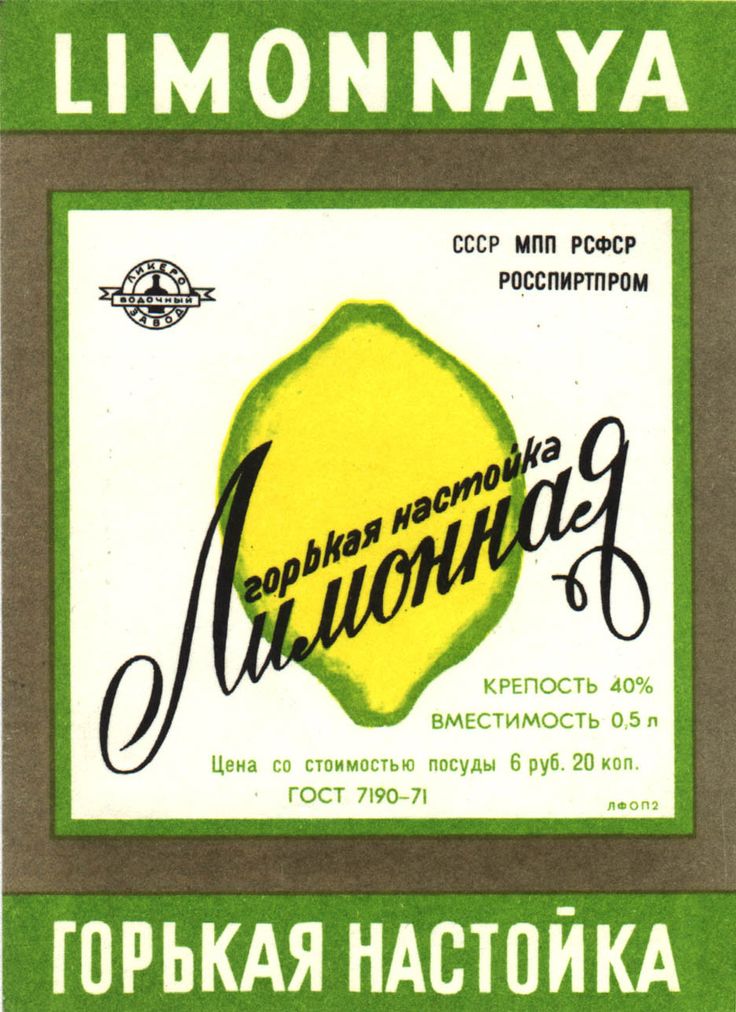 LIMONNAYA
СССР МПП РСФСР
РОССПИРТПРОМ
ЛИКЕРО
ВОДОЧНЫЙ
ЗАВОД
горькая настойка
Лимонная
КРЕПОСТЬ 40%
ВМЕСТИМОСТЬ 0,5 л
Цена со стоимостью посуды 6 руб. 20 коп.
ГОСТ 7190–71
ЛФОП2
ГОРЬКАЯ НАСТОЙКА